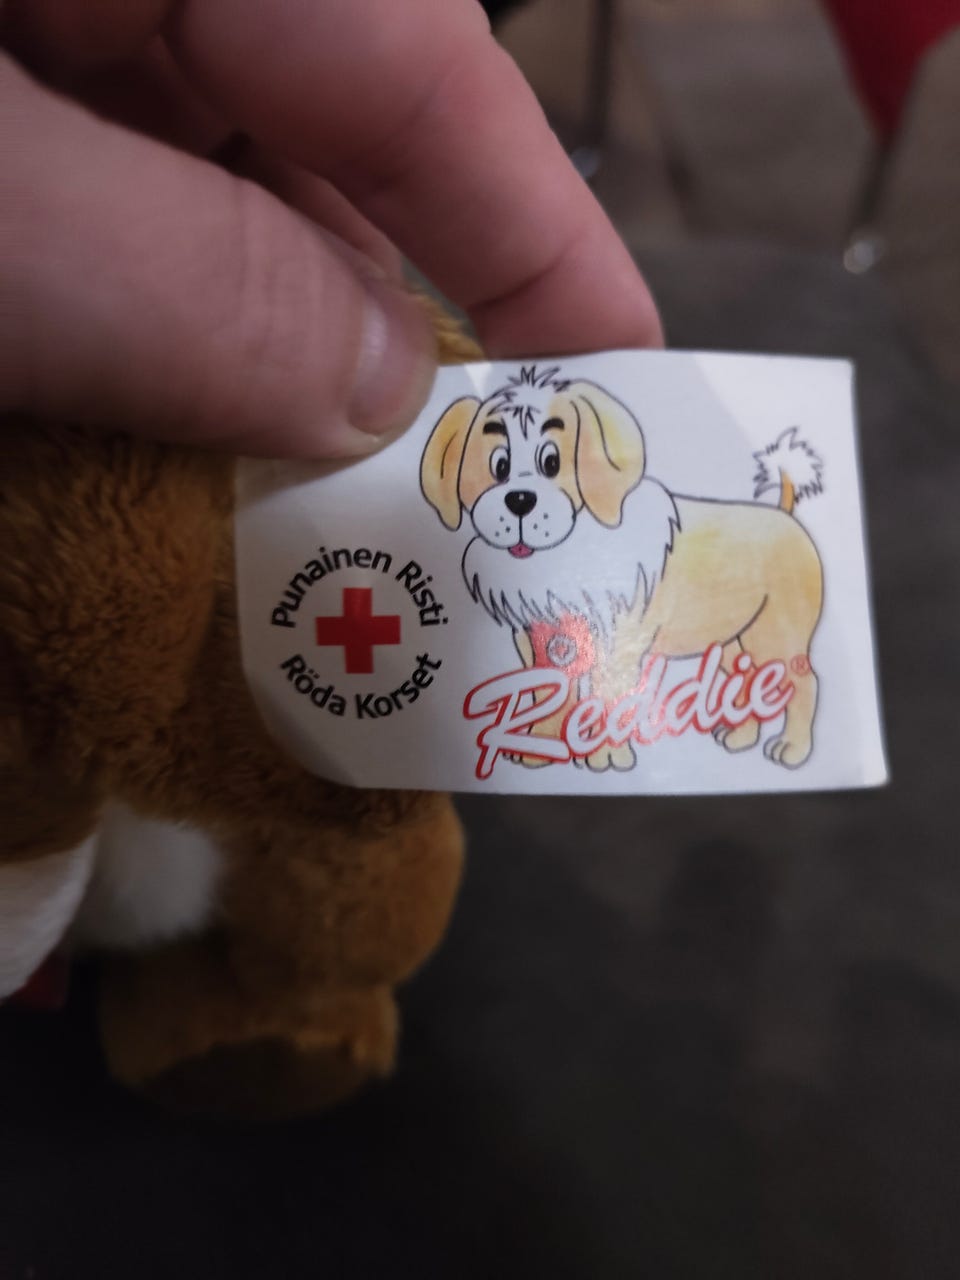 Punainen Risti
Röda Korset
Reddie®